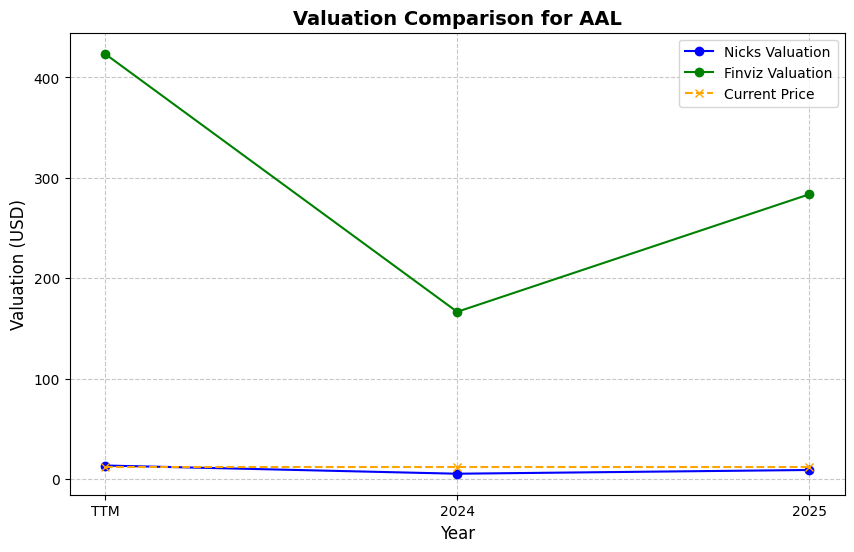 Valuation Comparison for AAL
Nicks Valuation
Finviz Valuation
Current Price
Valuation (USD)
400
300
200
100
0
TTM
2024
2025
Year